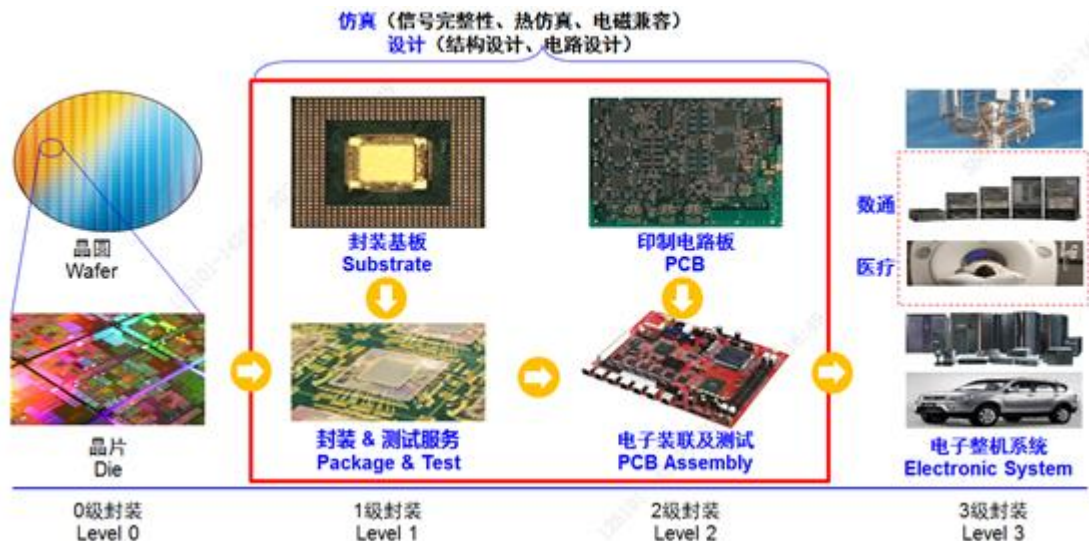 仿真（信号完整性、热仿真、电磁兼容）
设计（结构设计、电路设计）
晶圆
Wafer
晶片
Die
封装基板
Substrate
封装 & 测试服务
Package & Test
印制电路板
PCB
电子装联及测试
PCB Assembly
数通
医疗
电子整机系统
Electronic System
0级封装
Level 0
1级封装
Level 1
2级封装
Level 2
3级封装
Level 3